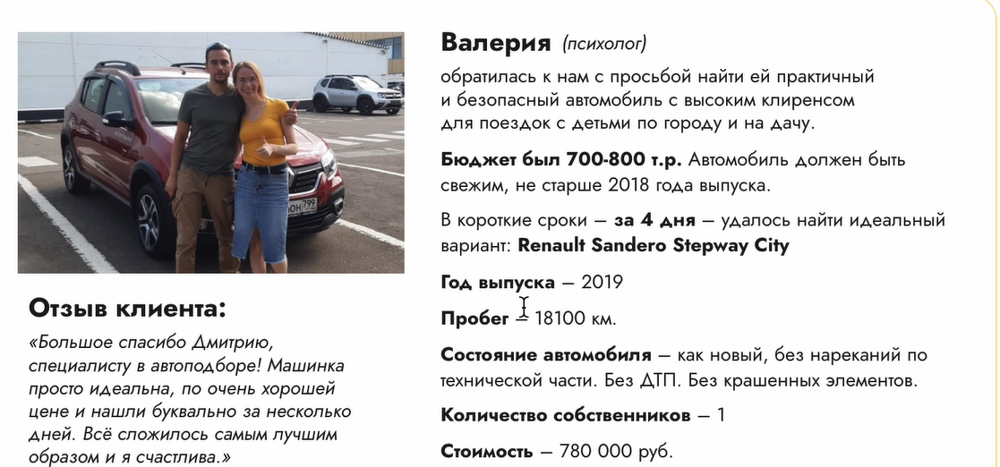 Валерия (психолог)
обратилась к нам с просьбой найти ей практичный
и безопасный автомобиль с высоким клиренсом
для поездок с детьми по городу и на дачу.
Бюджет был 700-800 т.р. Автомобиль должен быть
свежим, не старше 2018 года выпуска.
В короткие сроки – за 4 дня – удалось найти идеальный
вариант: Renault Sandero Stepway City
Год выпуска – 2019
Пробег – 18100 км.
Состояние автомобиля – как новый, без нареканий по
технической части. Без ДТП. Без крашенных элементов.
Количество собственников – 1
Стоимость – 780 000 руб.
Отзыв клиента:
«Большое спасибо Дмитрию,
специалисту в автоподборе! Машинка
просто идеальна, по очень хорошей
цене и нашли буквально за несколько
дней. Всё сложилось самым лучшим
образом и я счастлива.»
STEPWAY
ОН 799